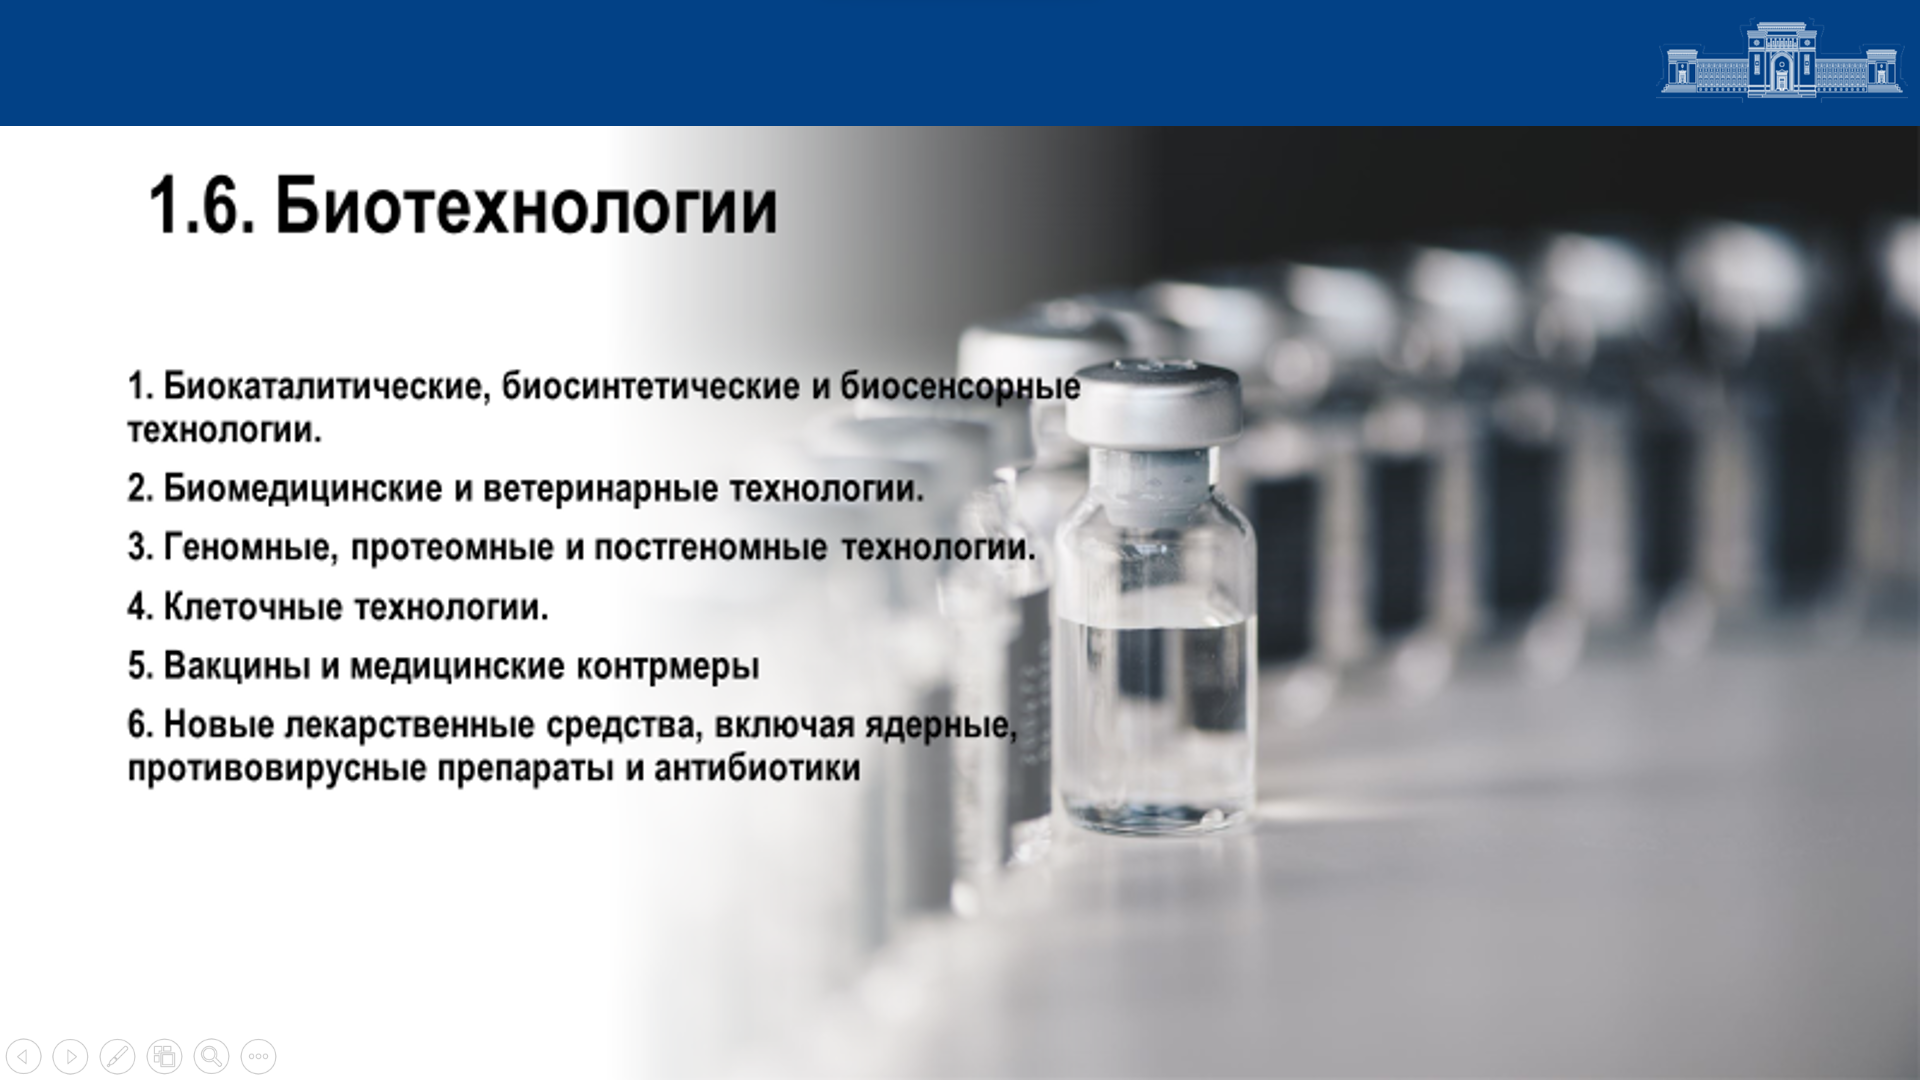 1.6. Биотехнологии
1. Биокаталитические, биосинтетические и биосенсорные
технологии.
2. Биомедицинские и ветеринарные технологии.
3. Геномные, протеомные и постгеномные технологии.
4. Клеточные технологии.
5. Вакцины и медицинские контрмеры
6. Новые лекарственные средства, включая ядерные,
противовирусные препараты и антибиотики